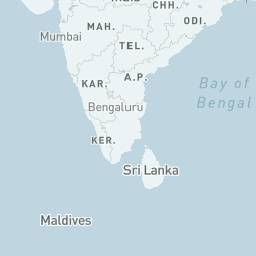 CHH.
ODI.
MAH.
Mumbai
TEL.
Bay of
Bengal
KAR.
A.P.
Bengaluru
KER.
Sri Lanka
Maldives